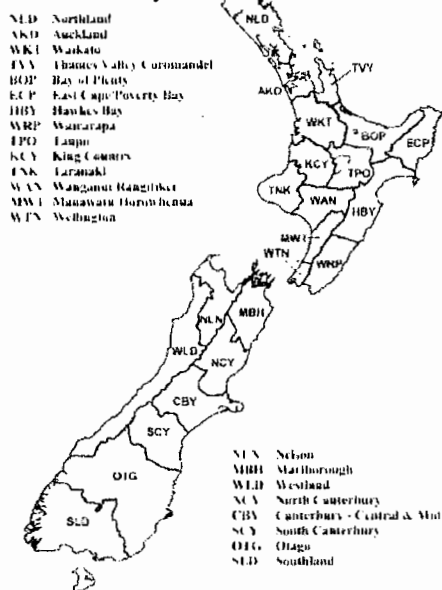 NLD Northland
AKD Auckland
WKT Waikato
TVY Thames Valley Coromandel
BOP Bay of Plenty
ECP East Cape/Poverty Bay
HBY Hawkes Bay
WRP Wairarapa
TPO Taupo
KCY King Country
TNK Taranaki
WAN Wanganui Rangitikei
MWT Manawatu Horowhenua
WTN Wellington
NLD
TVY
AKD
WKT
BOP
ECP
KCY
TPO
TNK
WAN
HBY
MWT
WTN
WRP
NLN
MBH
WLD
NCY
CBY
SCY
OTG
SLD
NLN Nelson
MBH Marlborough
WLD Westland
NCY North Canterbury
CBY Canterbury - Central & Mid
SCY South Canterbury
OTG Otago
SLD Southland